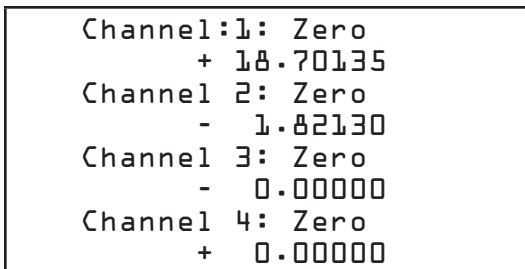 Channel:1: Zero
+ 18.70135
Channel 2: Zero
- 1.82130
Channel 3: Zero
- 0.00000
Channel 4: Zero
+ 0.00000